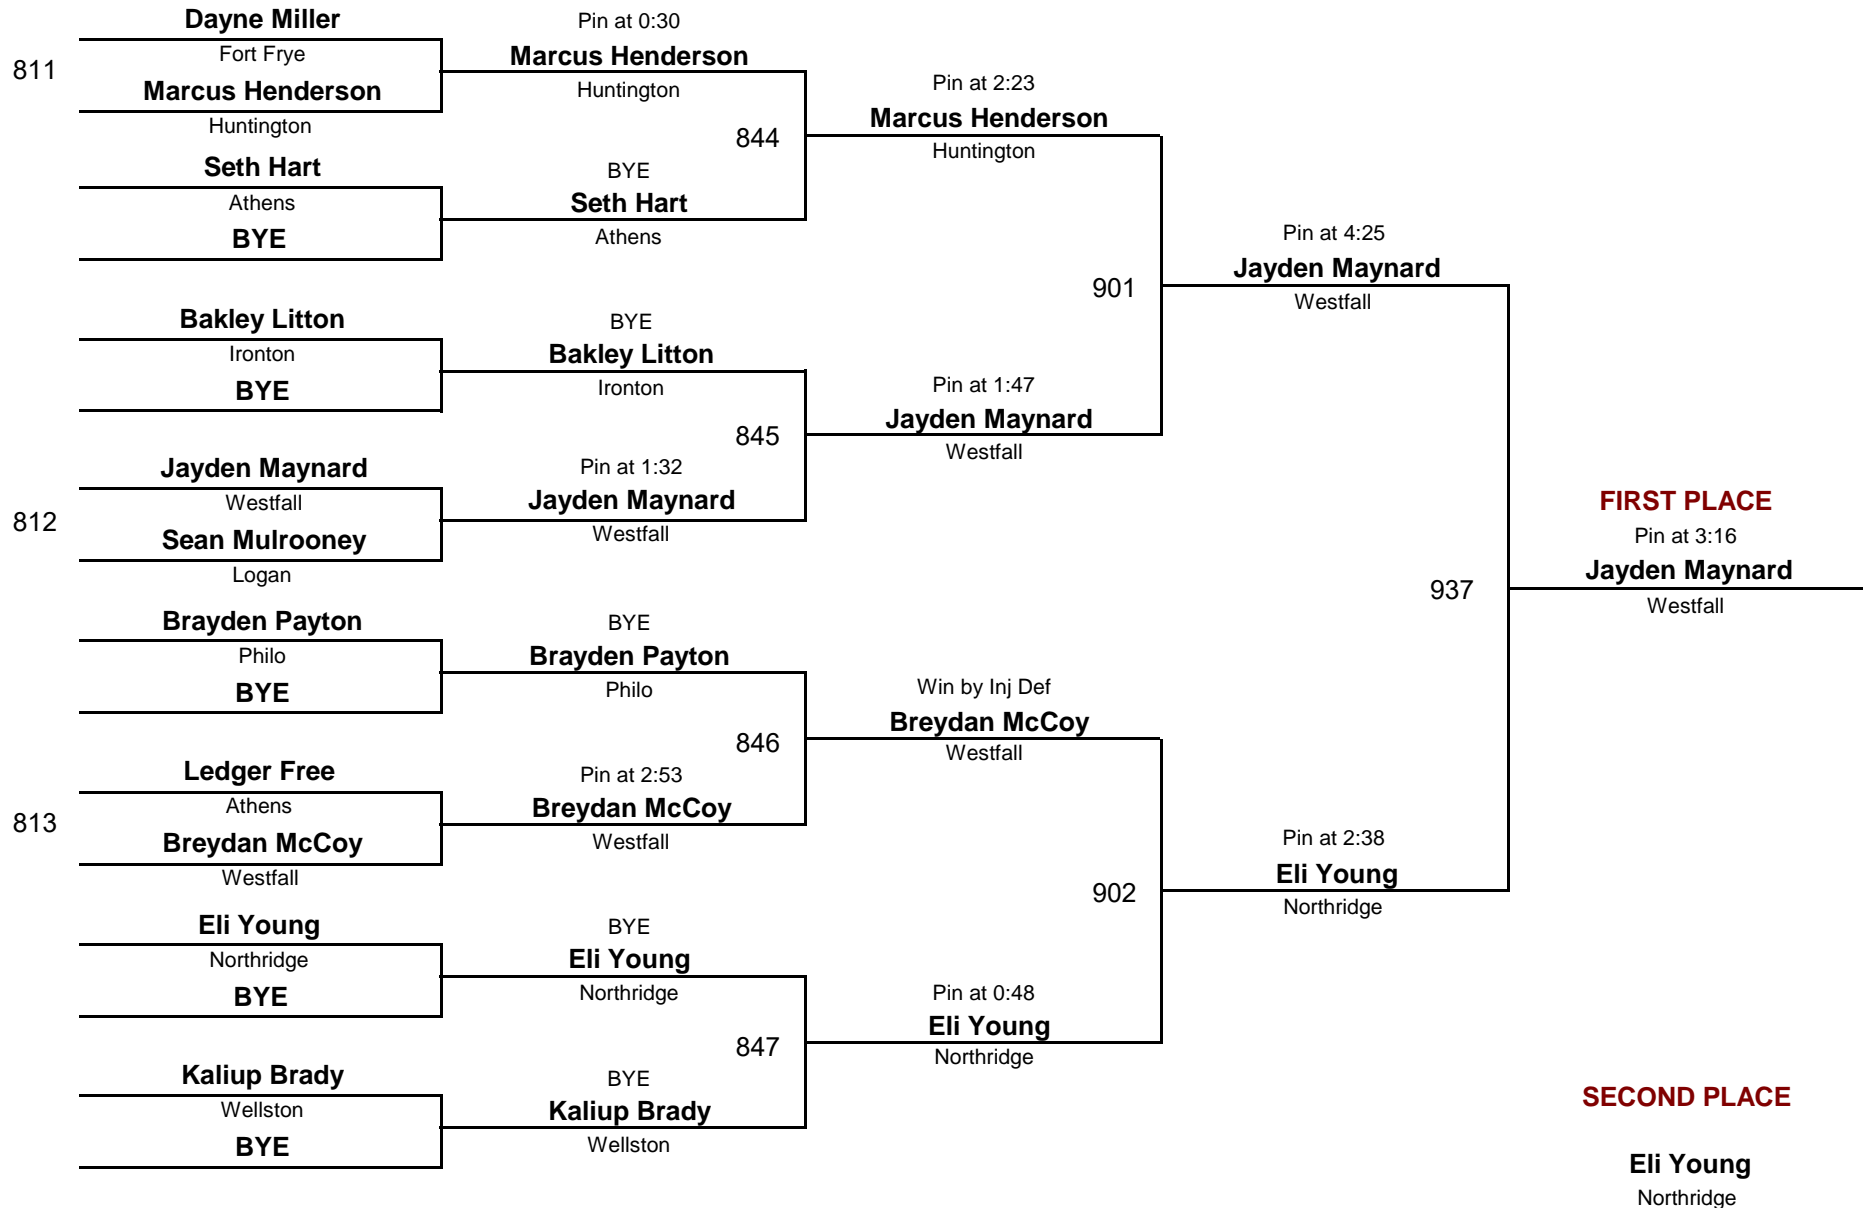 Dayne Miller
Fort Frye
811
Marcus Henderson
Huntington
Seth Hart
Athens
BYE
Bakley Litton
Ironton
BYE
Jayden Maynard
Westfall
812
Sean Mulrooney
Logan
Brayden Payton
Philo
BYE
Ledger Free
Athens
813
Breydan McCoy
Westfall
Eli Young
Northridge
BYE
Kaliup Brady
Wellston
BYE
Pin at 0:30
Marcus Henderson
Huntington
844
BYE
Seth Hart
Athens
BYE
Bakley Litton
Ironton
845
Pin at 1:32
Jayden Maynard
Westfall
BYE
Brayden Payton
Philo
846
Pin at 2:53
Breydan McCoy
Westfall
BYE
Eli Young
Northridge
847
BYE
Kaliup Brady
Wellston
Pin at 2:23
Marcus Henderson
Huntington
901
Pin at 1:47
Jayden Maynard
Westfall
Win by Inj Def
Breydan McCoy
Westfall
902
Pin at 0:48
Eli Young
Northridge
Pin at 4:25
Jayden Maynard
Westfall
937
Pin at 2:38
Eli Young
Northridge
FIRST PLACE
Pin at 3:16
Jayden Maynard
Westfall
SECOND PLACE
Eli Young
Northridge